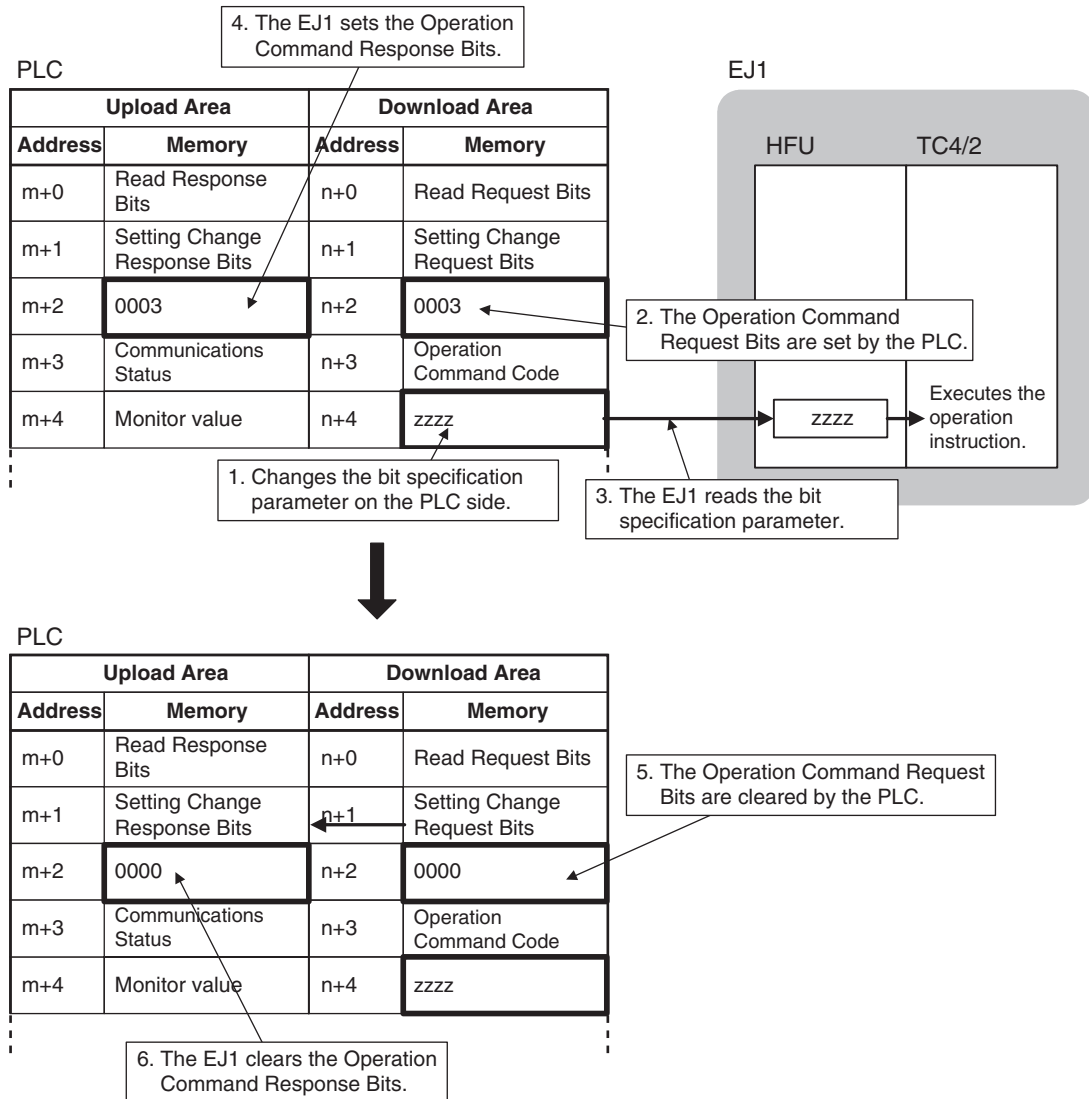 4. The EJ1 sets the Operation
Command Response Bits.
PLC
EJ1
Upload Area Download Area
Address Memory Address Memory
HFU TC4/2
m+0 Read Response
Bits n+0 Read Request Bits
m+1 Setting Change
Response Bits n+1 Setting Change
Request Bits
m+2 0003 n+2 0003
2. The Operation Command
Request Bits are set by the PLC.
m+3 Communications
Status n+3 Operation
Command Code
m+4 Monitor value n+4 zzzz
zzzz
Executes the
operation
instruction.
1. Changes the bit specification
parameter on the PLC side.
3. The EJ1 reads the bit
specification parameter.
PLC
Upload Area Download Area
Address Memory Address Memory
m+0 Read Response
Bits n+0 Read Request Bits
5. The Operation Command Request
Bits are cleared by the PLC.
m+1 Setting Change
Response Bits n+1 Setting Change
Request Bits
m+2 0000 n+2 0000
m+3 Communications
Status n+3 Operation
Command Code
m+4 Monitor value n+4 zzzz
6. The EJ1 clears the Operation
Command Response Bits.